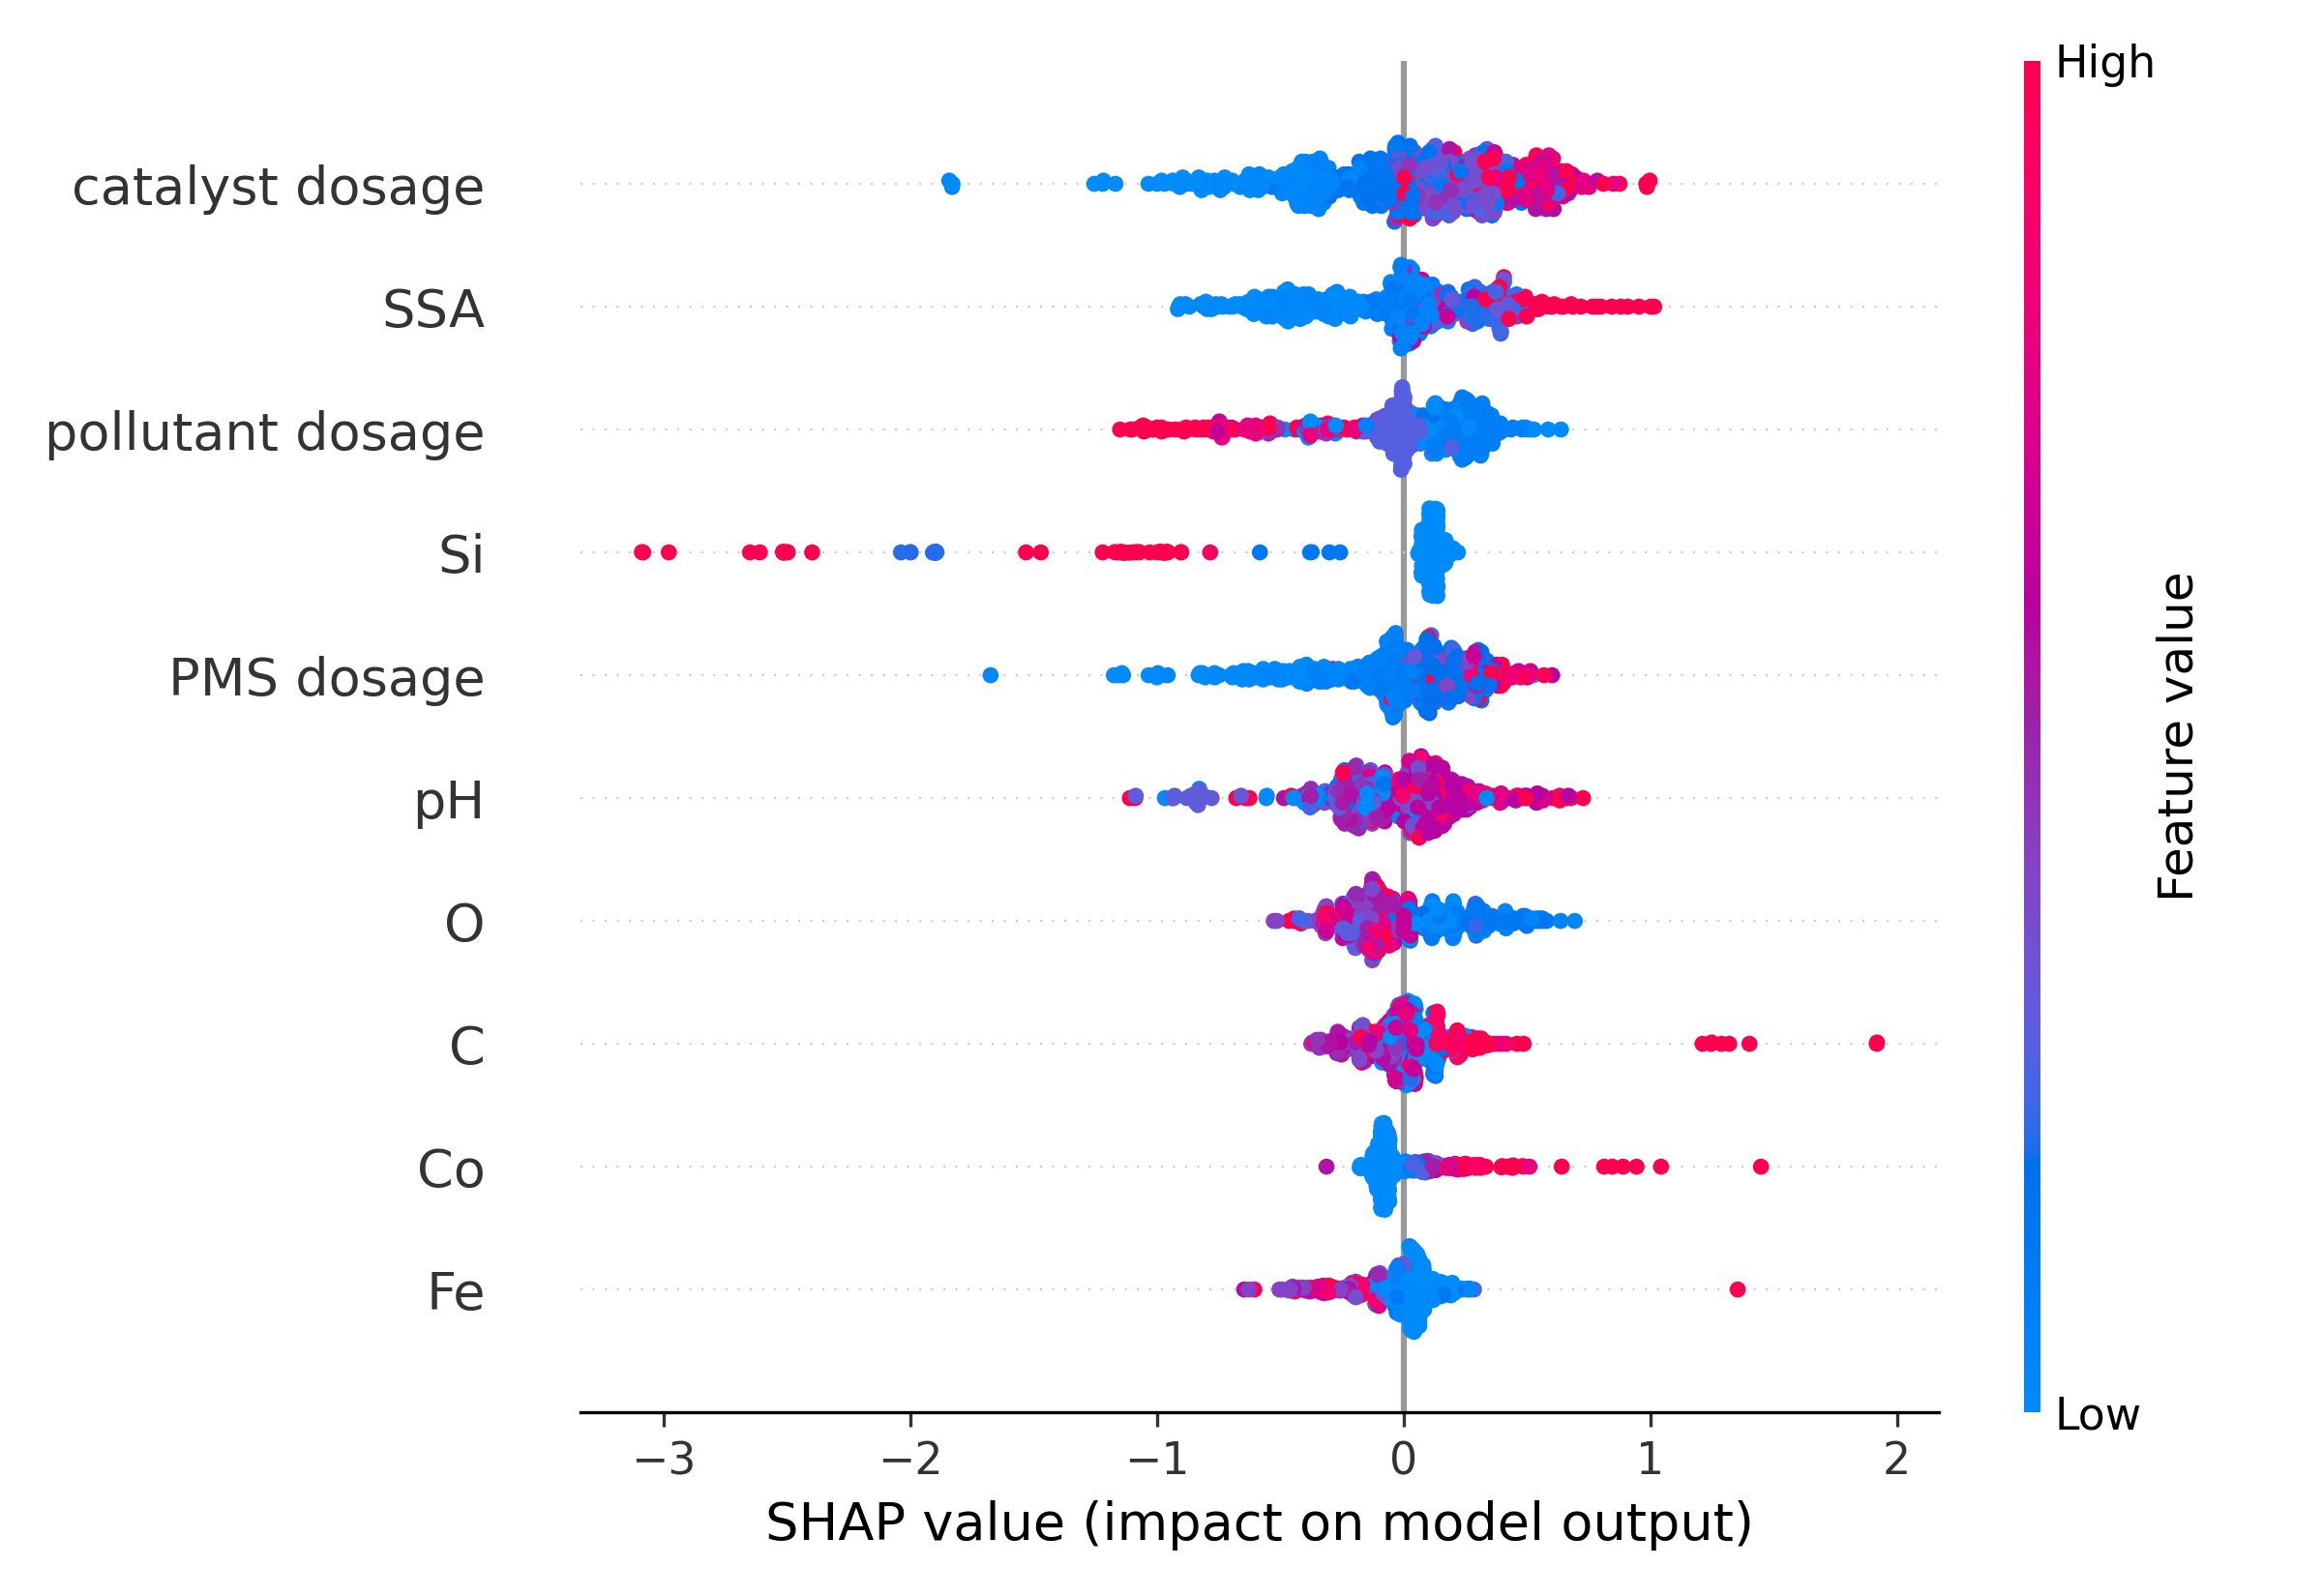 High
catalyst dosage
SSA
pollutant dosage
Si
PMS dosage
pH
O
C
Co
Fe
Feature value
Low
−3 −2 −1 0 1 2
SHAP value (impact on model output)